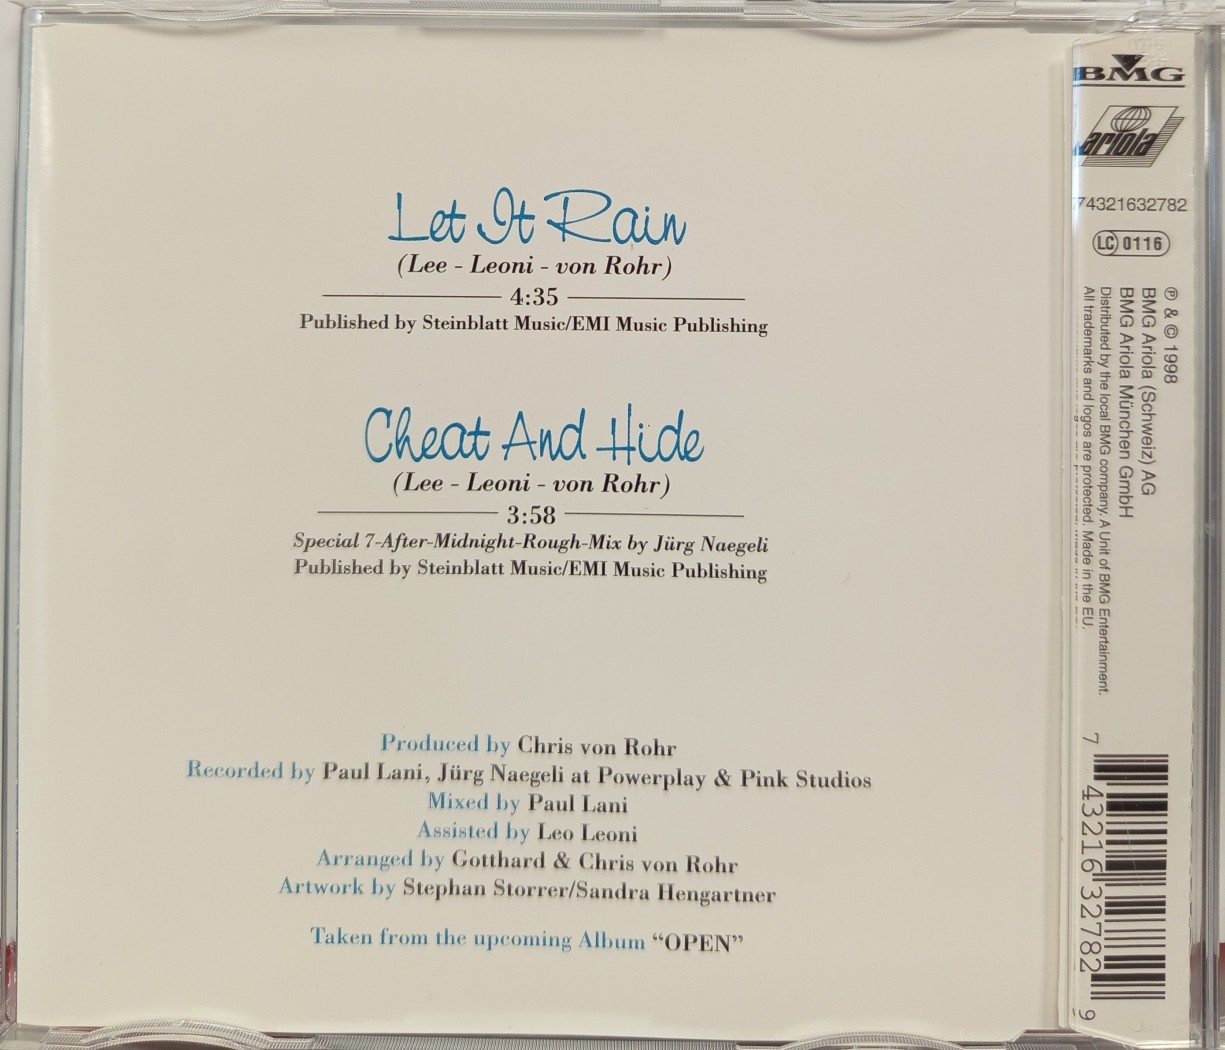 Let It Rain
(Lee - Leoni - von Rohr)
4:35
Published by Steinblatt Music/EMI Music Publishing
Cheat And Hide
(Lee - Leoni - von Rohr)
3:58
Special 7-After-Midnight-Rough-Mix by Jürg Naegeli
Published by Steinblatt Music/EMI Music Publishing
Produced by Chris von Rohr
Recorded by Paul Lani, Jürg Naegeli at Powerplay & Pink Studios
Mixed by Paul Lani
Assisted by Leo Leoni
Arranged by Gotthard & Chris von Rohr
Artwork by Stephan Storrer/Sandra Hengartner
Taken from the upcoming Album “OPEN”
BMG
ariola
74321632782
LC 0116
℗ & © 1998
BMG Ariola (Schweiz) AG
BMG Ariola München GmbH
Distributed by the local BMG company. A Unit of BMG Entertainment.
All trademarks and logos are protected. Made in the EU.
7 43216 32782 9